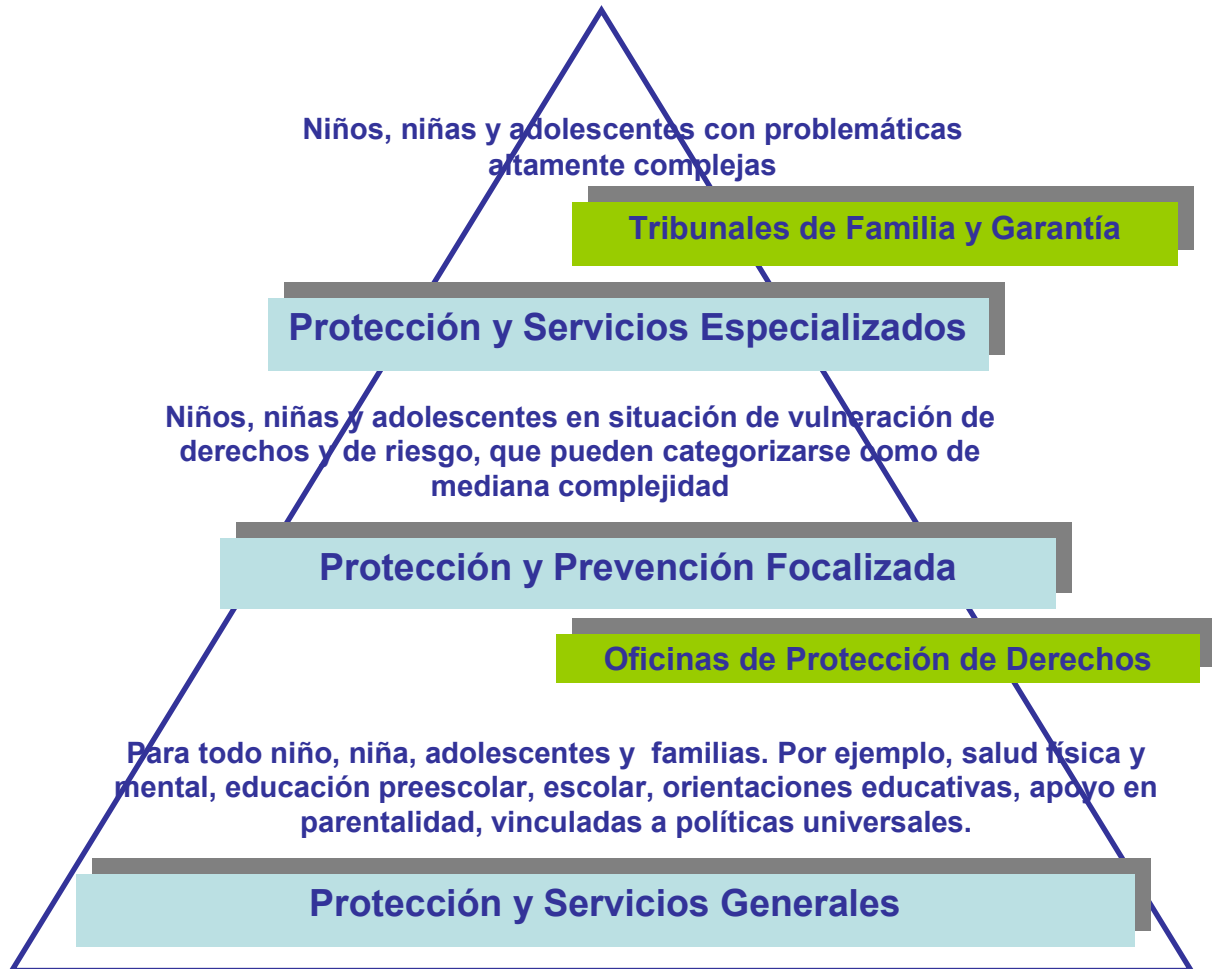 Niños, niñas y adolescentes con problemáticas
altamente complejas
Tribunales de Familia y Garantía
Protección y Servicios Especializados
Niños, niñas y adolescentes en situación de vulneración de
derechos y de riesgo, que pueden categorizarse como de
mediana complejidad
Protección y Prevención Focalizada
Oficinas de Protección de Derechos
Para todo niño, niña, adolescentes y familias. Por ejemplo, salud física y
mental, educación preescolar, escolar, orientaciones educativas, apoyo en
parentalidad, vinculadas a políticas universales.
Protección y Servicios Generales